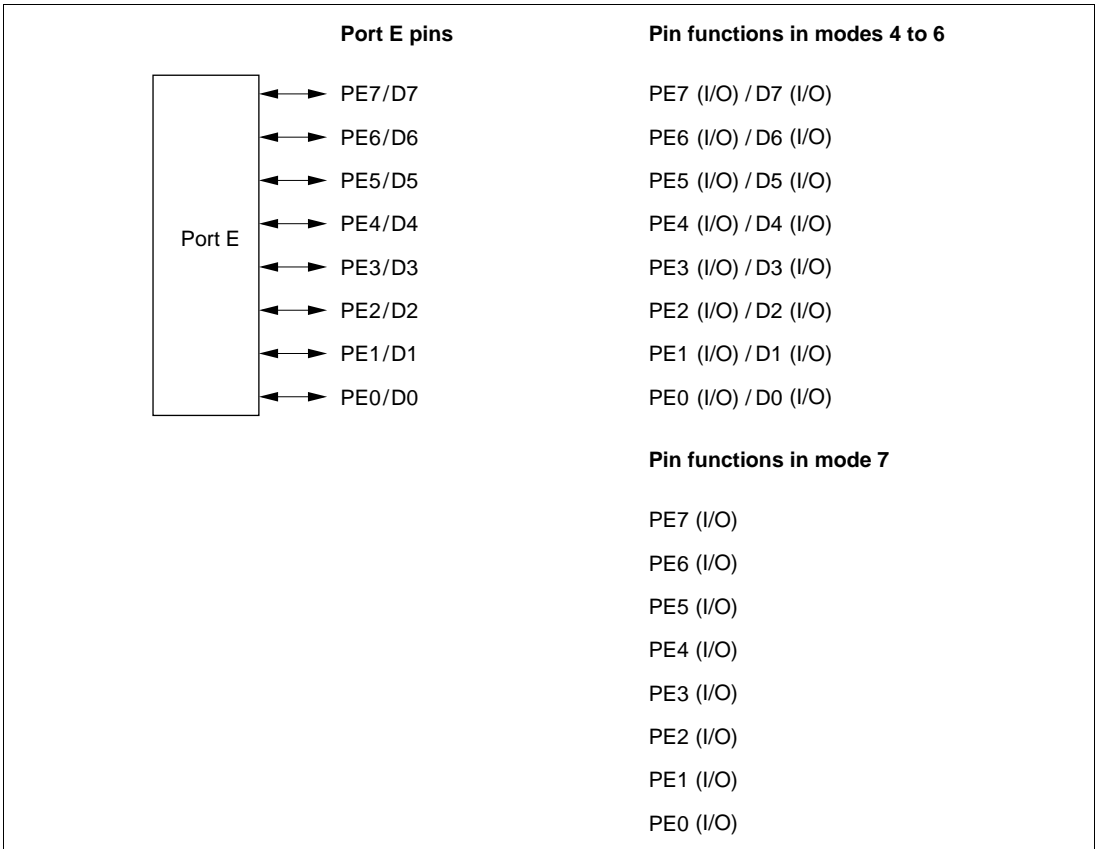 Port E pins Pin functions in modes 4 to 6
PE7/D7 PE7 (I/O) / D7 (I/O)
PE6/D6 PE6 (I/O) / D6 (I/O)
PE5/D5 PE5 (I/O) / D5 (I/O)
PE4/D4 PE4 (I/O) / D4 (I/O)
Port E
PE3/D3 PE3 (I/O) / D3 (I/O)
PE2/D2 PE2 (I/O) / D2 (I/O)
PE1/D1 PE1 (I/O) / D1 (I/O)
PE0/D0 PE0 (I/O) / D0 (I/O)
Pin functions in mode 7
PE7 (I/O)
PE6 (I/O)
PE5 (I/O)
PE4 (I/O)
PE3 (I/O)
PE2 (I/O)
PE1 (I/O)
PE0 (I/O)